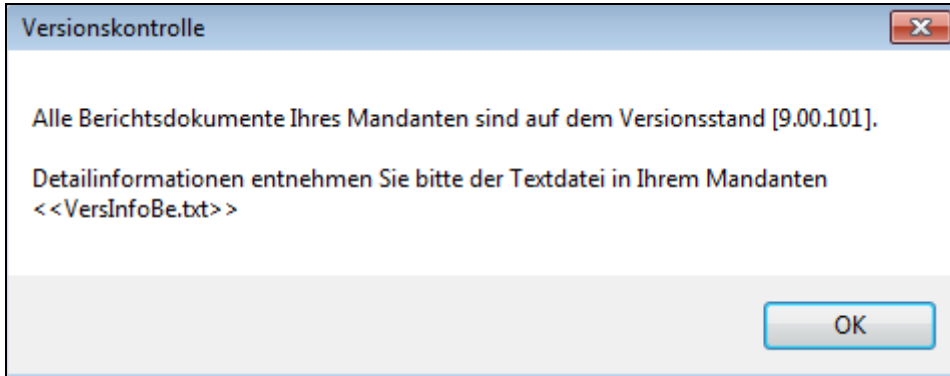 Versionskontrolle
Alle Berichtsdokumente Ihres Mandanten sind auf dem Versionsstand [9.00.101].
Detailinformationen entnehmen Sie bitte der Textdatei in Ihrem Mandanten
<<VersInfoBe.txt>>
OK